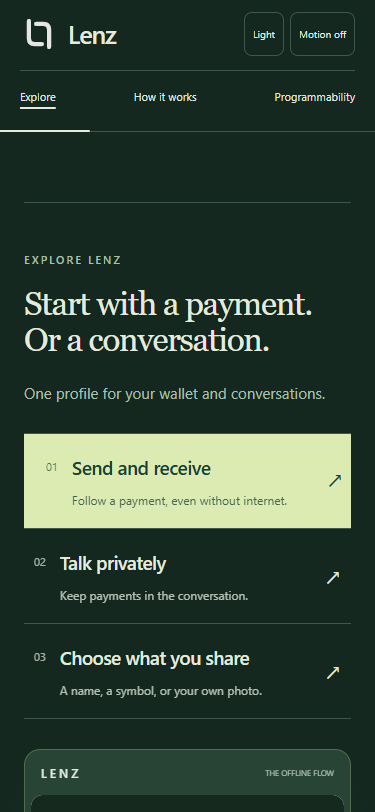 Lenz
Light
Motion off
Explore
How it works
Programmability
EXPLORE LENZ
Start with a payment.
Or a conversation.
One profile for your wallet and conversations.
01
Send and receive
Follow a payment, even without internet.
02
Talk privately
Keep payments in the conversation.
03
Choose what you share
A name, a symbol, or your own photo.
LENZ
THE OFFLINE FLOW